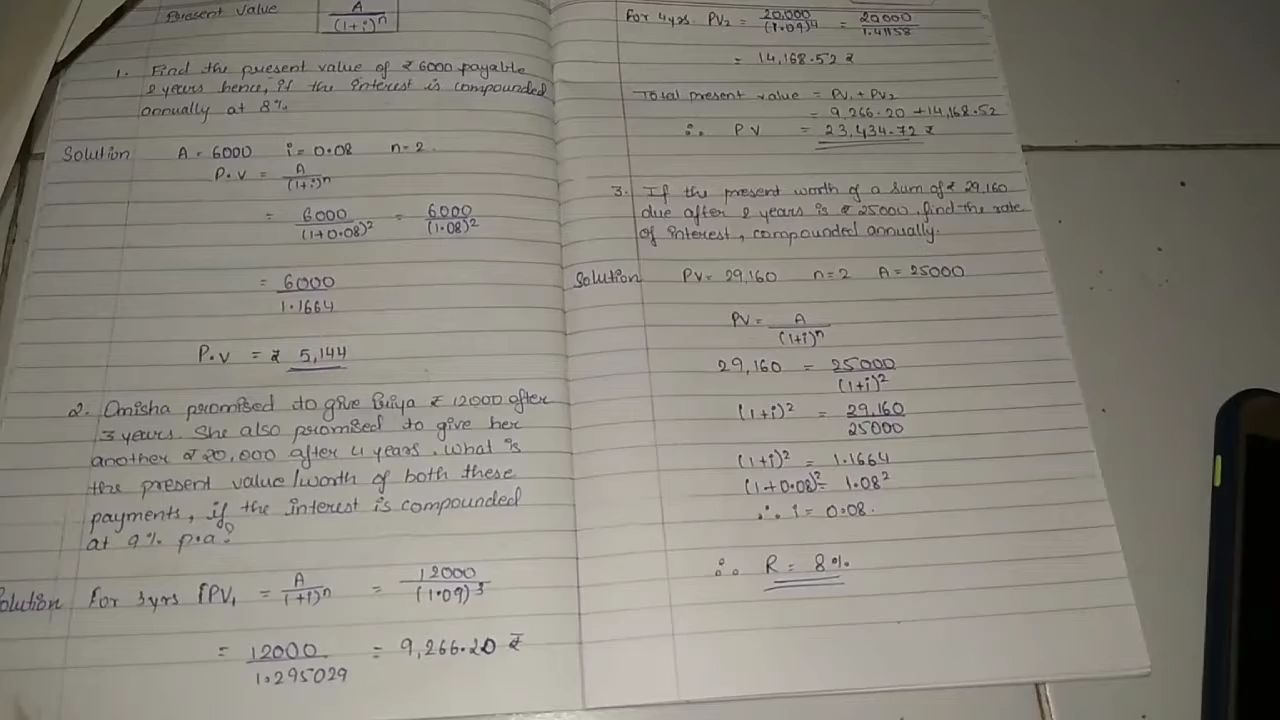 Present Value A/(1+i)^n
1. Find the present value of ₹ 6000 payable
2 years hence, if the interest is compounded
annually at 8%.
Solution A = 6000 i = 0.08 n = 2.
P.V = A/(1+i)^n
= 6000/(1+0.08)^2 = 6000/(1.08)^2
= 6000/1.1664
P.V = ₹ 5,144
2. Onisha promised to give Priya ₹ 12000 after
3 years. She also promised to give her
another ₹ 20,000 after 4 years. What is
the present value/worth of both these
payments, if the interest is compounded
at 9% p.a.
olution For 3yrs PV1 = A/(1+i)^n = 12000/(1.09)^3
= 12000/1.295029 = 9,266.20 ₹
For 4yrs. PV2 = 20,000/(1.09)^4 = 20000/1.41158
= 14,168.52 ₹
Total present value = PV1 + PV2
= 9,266.20 + 14,168.52
∴ PV = 23,434.72 ₹
3. If the present worth of a sum of ₹ 29,160
due after 2 years is ₹ 25000, find the rate
of interest, compounded annually.
Solution PV = 29,160 n = 2 A = 25000
PV = A/(1+i)^n
29,160 = 25000/(1+i)^2
(1+i)^2 = 29,160/25000
(1+i)^2 = 1.1664
(1+0.08)^2 = 1.08^2
∴ i = 0.08.
∴ R = 8%